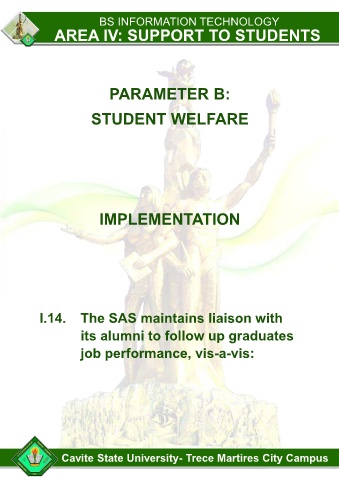 BS INFORMATION TECHNOLOGY
AREA IV: SUPPORT TO STUDENTS
PARAMETER B:
STUDENT WELFARE
IMPLEMENTATION
I.14. The SAS maintains liaison with
its alumni to follow up graduates
job performance, vis-a-vis:
Cavite State University- Trece Martires City Campus